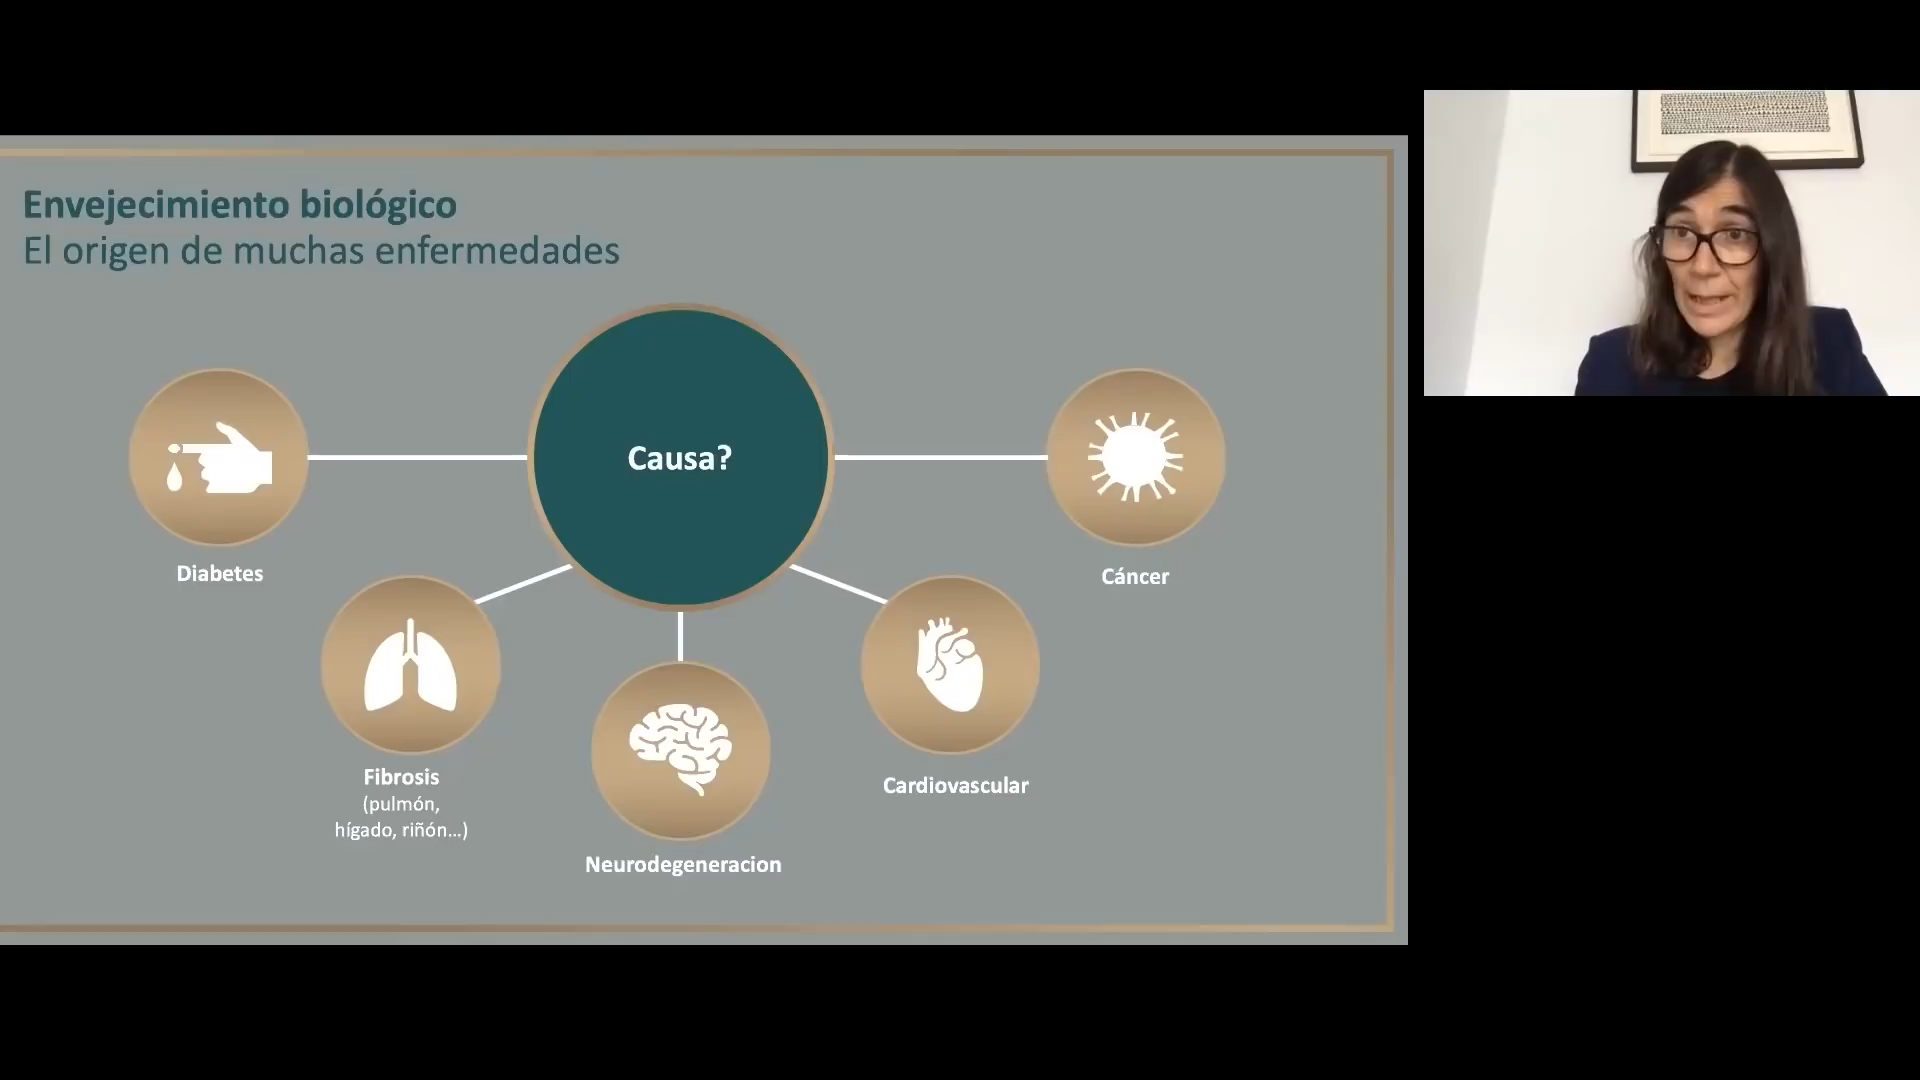 Envejecimiento biológico
El origen de muchas enfermedades
Causa?
Diabetes
Cáncer
Fibrosis
(pulmón,
hígado, riñón...)
Cardiovascular
Neurodegeneracion